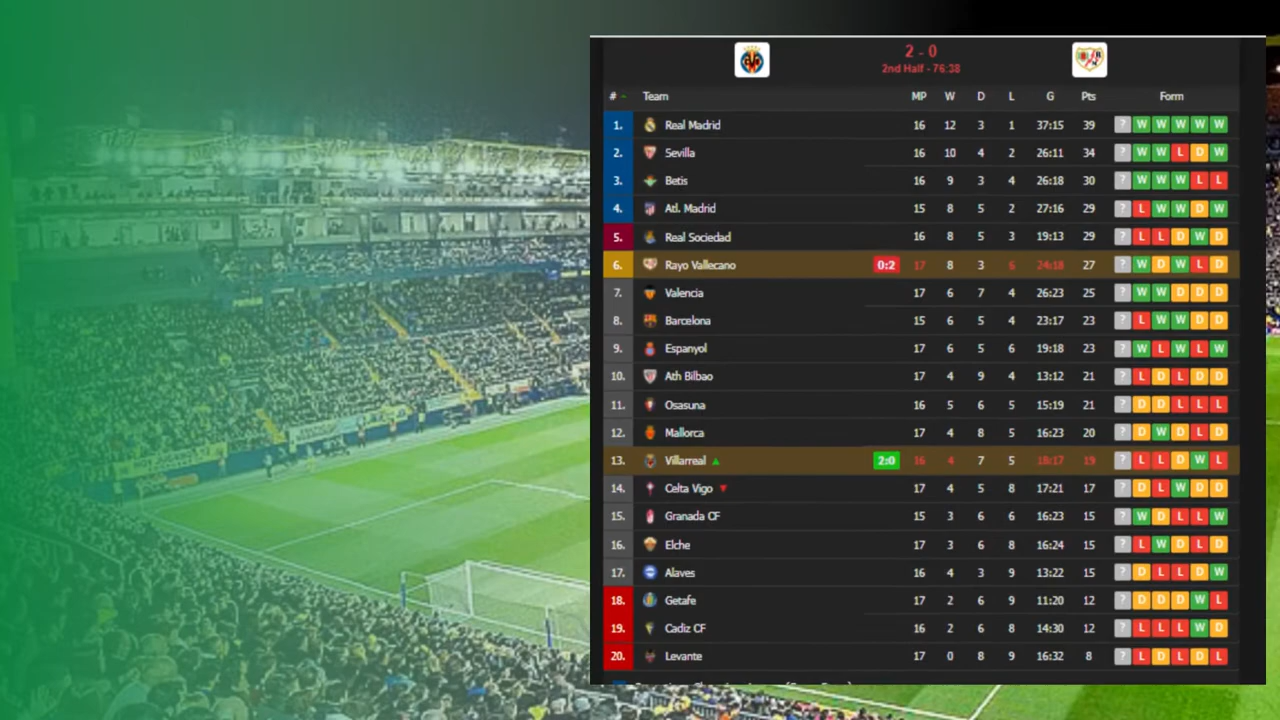 2 - 0
2nd Half - 76:38
# Team MP W D L G Pts Form
1. Real Madrid 16 12 3 1 37:15 39 ? W W W W W
2. Sevilla 16 10 4 2 26:11 34 ? W W L D W
3. Betis 16 9 3 4 26:18 30 ? W W W L L
4. Atl. Madrid 15 8 5 2 27:16 29 ? L W W D W
5. Real Sociedad 16 8 5 3 19:13 29 ? L L D W D
6. Rayo Vallecano 0:2 17 8 3 6 24:18 27 ? W D W L D
7. Valencia 17 6 7 4 26:23 25 ? W W D D D
8. Barcelona 15 6 5 4 23:17 23 ? L W W D D
9. Espanyol 17 6 5 6 19:18 23 ? W L W L W
10. Ath Bilbao 17 4 9 4 13:12 21 ? L D L D D
11. Osasuna 16 5 6 5 15:19 21 ? D D L L L
12. Mallorca 17 4 8 5 16:23 20 ? D W D L D
13. Villarreal 2:0 16 4 7 5 18:17 19 ? L L D W L
14. Celta Vigo 17 4 5 8 17:21 17 ? D L W D D
15. Granada CF 15 3 6 6 16:23 15 ? W D L L W
16. Elche 17 3 6 8 16:24 15 ? L W D L D
17. Alaves 16 4 3 9 13:22 15 ? D L L D W
18. Getafe 17 2 6 9 11:20 12 ? D D D W L
19. Cadiz CF 16 2 6 8 14:30 12 ? L L L W D
20. Levante 17 0 8 9 16:32 8 ? L D L D L